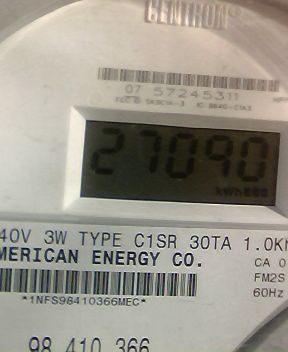 CENTRON
07 57245311
27090
kWh
40V 3W TYPE C1SR 30TA 1.0K
MERICAN ENERGY CO.
CA 0
FM2S
60Hz
*1NFS98410366MEC*
98 410 366